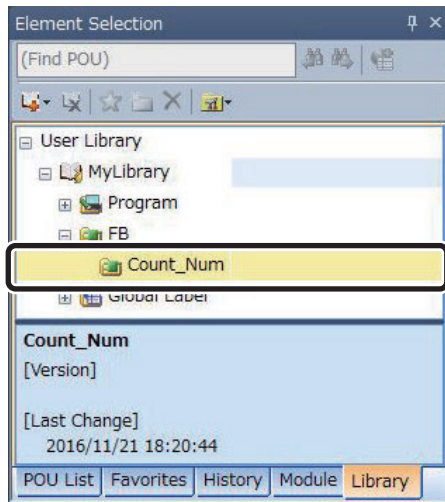 Element Selection
(Find POU)
User Library
MyLibrary
Program
FB
Count_Num
Global Label
Count_Num
[Version]
[Last Change]
2016/11/21 18:20:44
POU List Favorites History Module Library